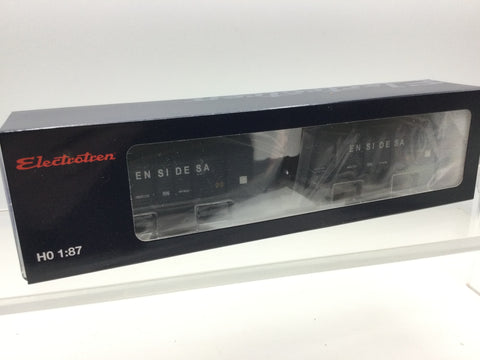 Electrotren
EN SI DE SA
EN SI DE SA
H0 1:87